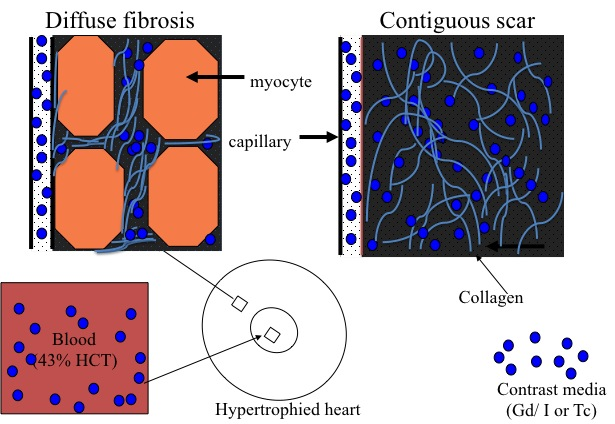 Diffuse fibrosis
Contiguous scar
myocyte
capillary
Collagen
Blood
(43% HCT)
Hypertrophied heart
Contrast media
(Gd/ I or Tc)